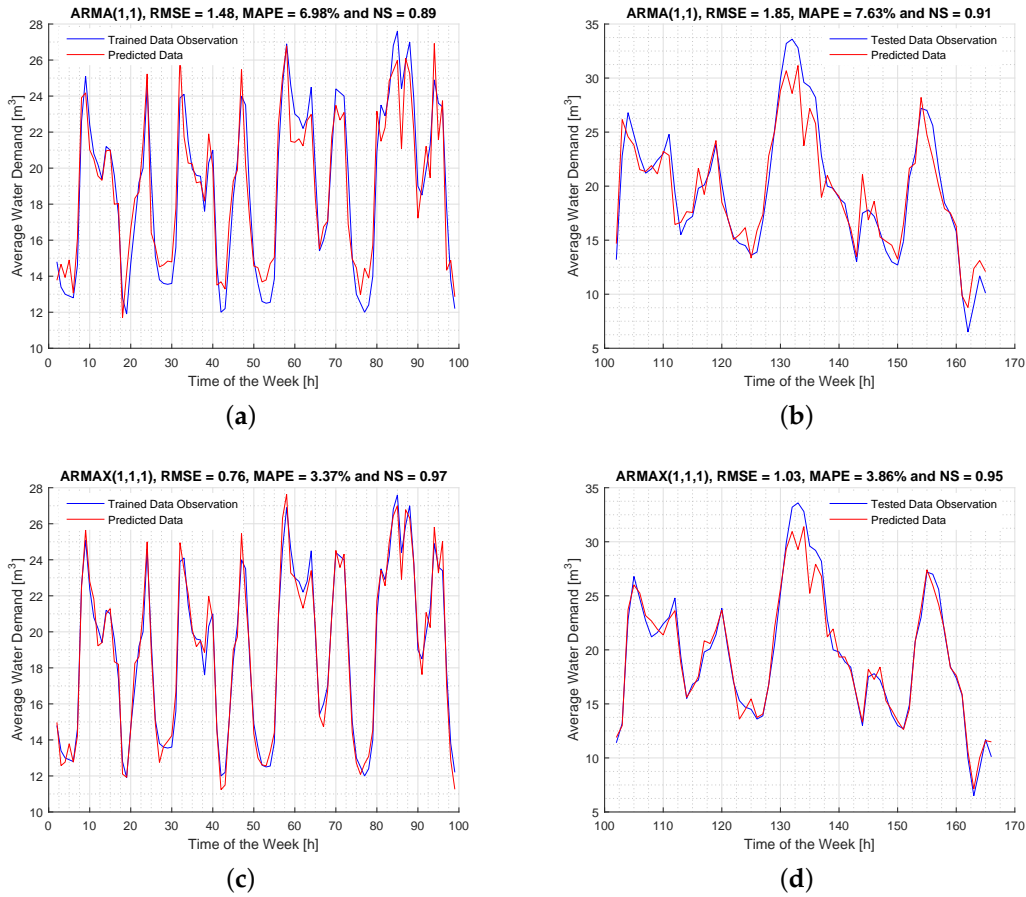 ARMA(1,1), RMSE = 1.48, MAPE = 6.98% and NS = 0.89
28
26
24
22
20
18
16
14
12
10
Average Water Demand [m³]
Trained Data Observation
Predicted Data
0 10 20 30 40 50 60 70 80 90 100
Time of the Week [h]
(a)
ARMA(1,1), RMSE = 1.85, MAPE = 7.63% and NS = 0.91
35
30
25
20
15
10
5
Average Water Demand [m³]
Tested Data Observation
Predicted Data
100 110 120 130 140 150 160 170
Time of the Week [h]
(b)
ARMAX(1,1,1), RMSE = 0.76, MAPE = 3.37% and NS = 0.97
28
26
24
22
20
18
16
14
12
10
Average Water Demand [m³]
Trained Data Observation
Predicted Data
0 10 20 30 40 50 60 70 80 90 100
Time of the Week [h]
(c)
ARMAX(1,1,1), RMSE = 1.03, MAPE = 3.86% and NS = 0.95
35
30
25
20
15
10
5
Average Water Demand [m³]
Tested Data Observation
Predicted Data
100 110 120 130 140 150 160 170
Time of the Week [h]
(d)